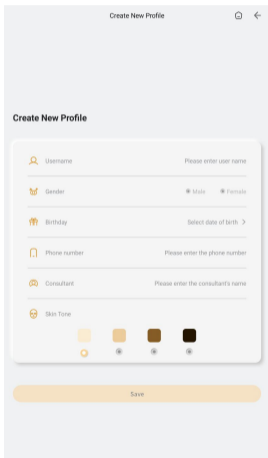 Create New Profile
Create New Profile
Username Please enter user name
Gender Male Female
Birthday Select date of birth >
Phone number Please enter the phone number
Consultant Please enter the consultant's name
Skin Tone
Save